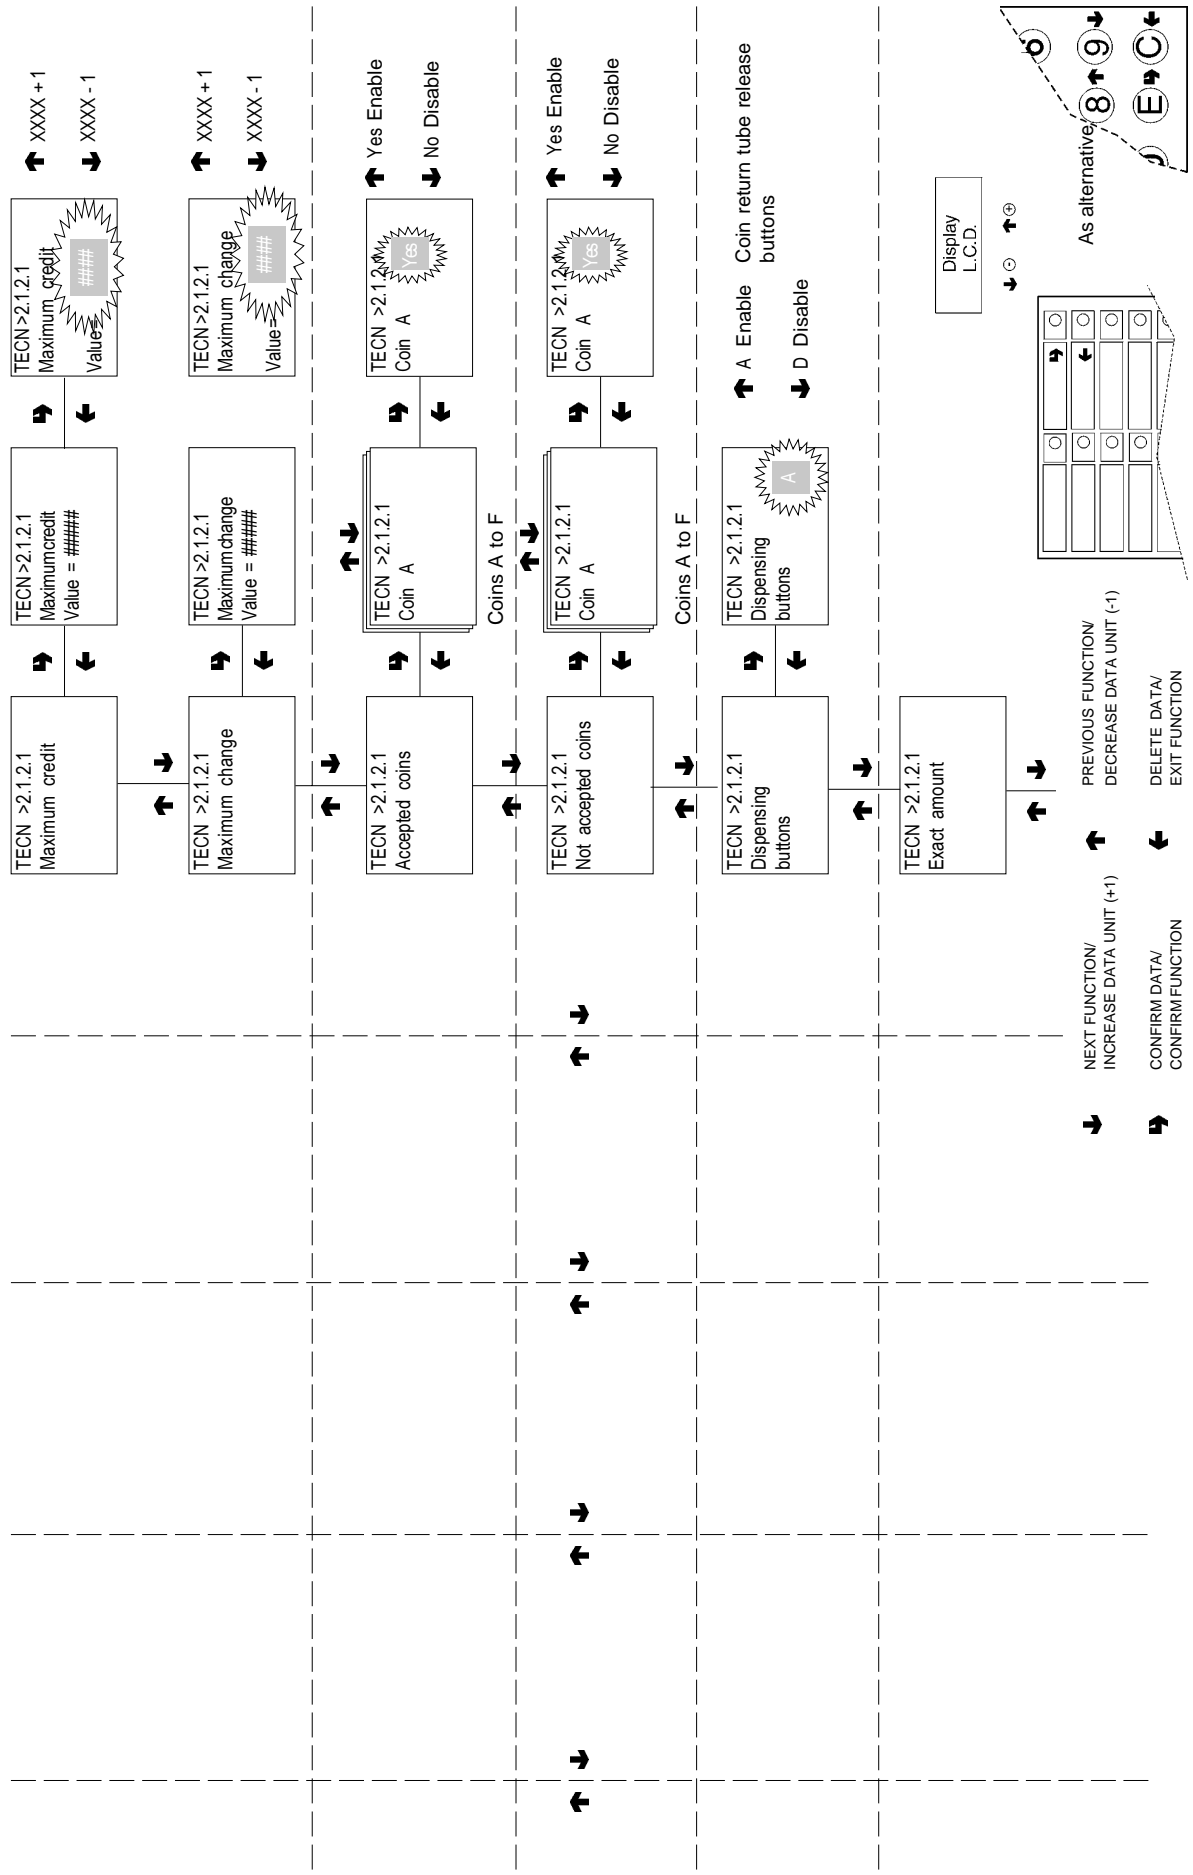 TECN >2.1.2.1
Maximum credit
TECN >2.1.2.1
Maximumcredit
Value = #####
TECN >2.1.2.1
Maximum credit
Value=
####
XXXX + 1
XXXX - 1
TECN >2.1.2.1
Maximum change
TECN >2.1.2.1
Maximumchange
Value = #####
TECN >2.1.2.1
Maximum change
Value=
####
XXXX + 1
XXXX - 1
TECN >2.1.2.1
Accepted coins
TECN >2.1.2.1
Coin A
Coins A to F
TECN >2.1.2.1
Coin A
Yes
Yes Enable
No Disable
TECN >2.1.2.1
Not accepted coins
TECN >2.1.2.1
Coin A
Coins A to F
TECN >2.1.2.1
Coin A
Yes
Yes Enable
No Disable
TECN >2.1.2.1
Dispensing
buttons
TECN >2.1.2.1
Dispensing
buttons
A
A Enable
D Disable
Coin return tube release
buttons
TECN >2.1.2.1
Exact amount
NEXT FUNCTION/
INCREASE DATA UNIT (+1)
PREVIOUS FUNCTION/
DECREASE DATA UNIT (-1)
CONFIRM DATA/
CONFIRM FUNCTION
DELETE DATA/
EXIT FUNCTION
Display
L.C.D.
- +
As alternative
8 9
E C